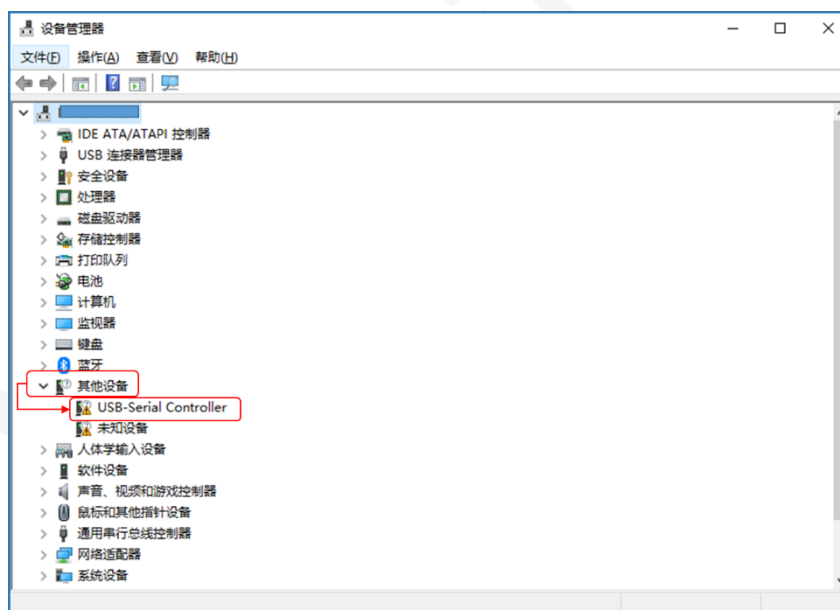 设备管理器
文件(F) 操作(A) 查看(V) 帮助(H)
IDE ATA/ATAPI 控制器
USB 连接器管理器
安全设备
处理器
磁盘驱动器
存储控制器
打印队列
电池
计算机
监视器
键盘
蓝牙
其他设备
USB-Serial Controller
未知设备
人体学输入设备
软件设备
声音、视频和游戏控制器
鼠标和其他指针设备
通用串行总线控制器
网络适配器
系统设备